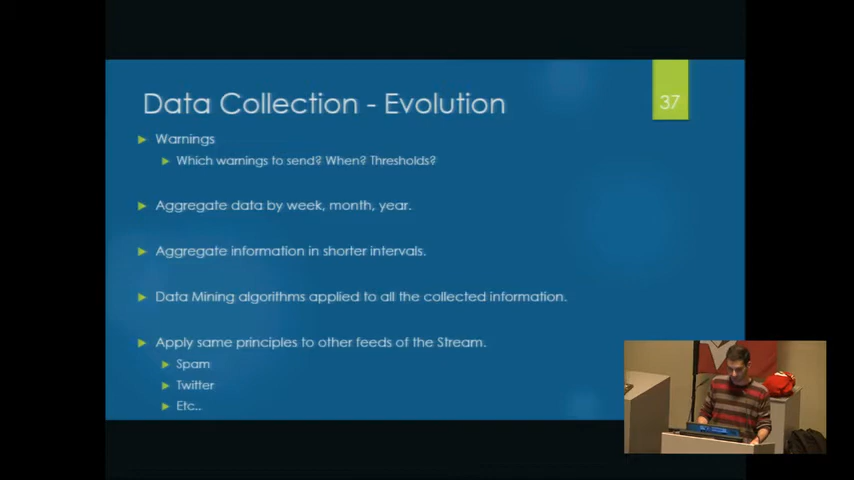 Data Collection - Evolution
37
Warnings
Which warnings to send? When? Thresholds?
Aggregate data by week, month, year.
Aggregate information in shorter intervals.
Data Mining algorithms applied to all the collected information.
Apply same principles to other feeds of the Stream.
Spam
Twitter
Etc..